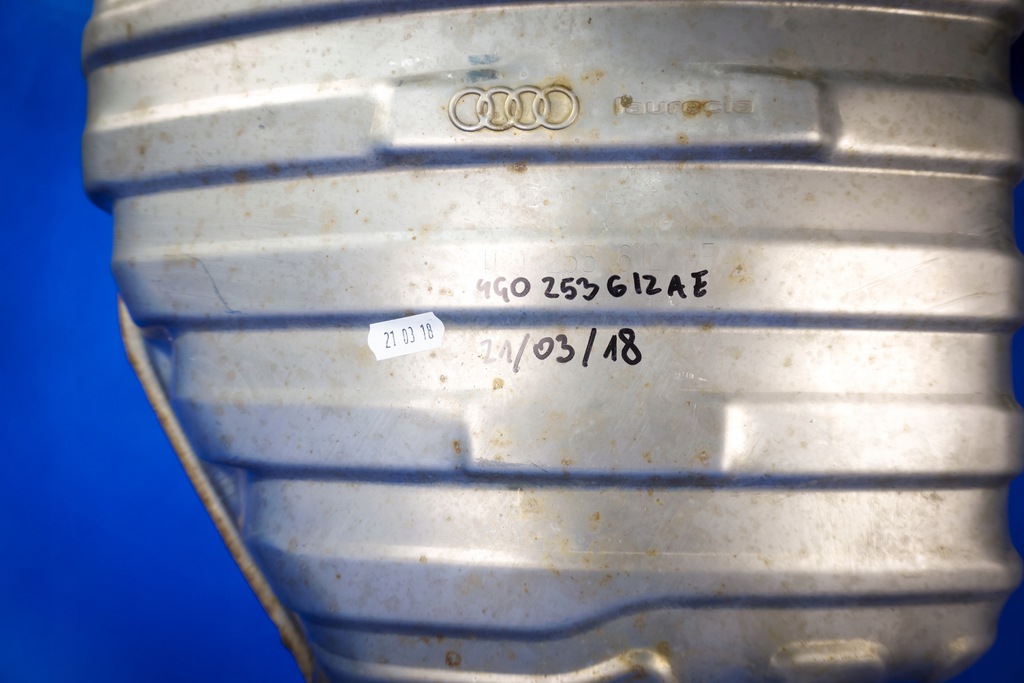 faurecia
4G0 253 612 AE
21 03 18
21/03/18